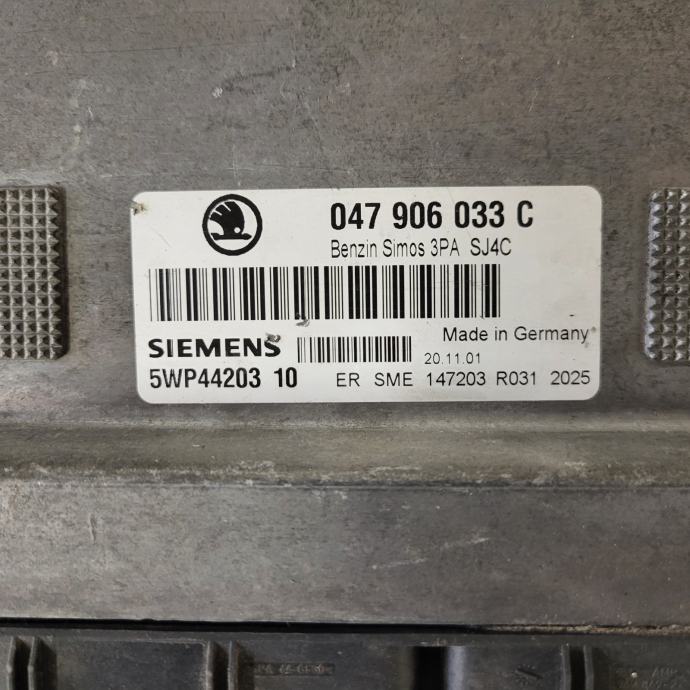 047 906 033 C
Benzin Simos 3PA SJ4C
Made in Germany
SIEMENS
20.11.01
5WP44203 10
ER SME 147203 R031 2025